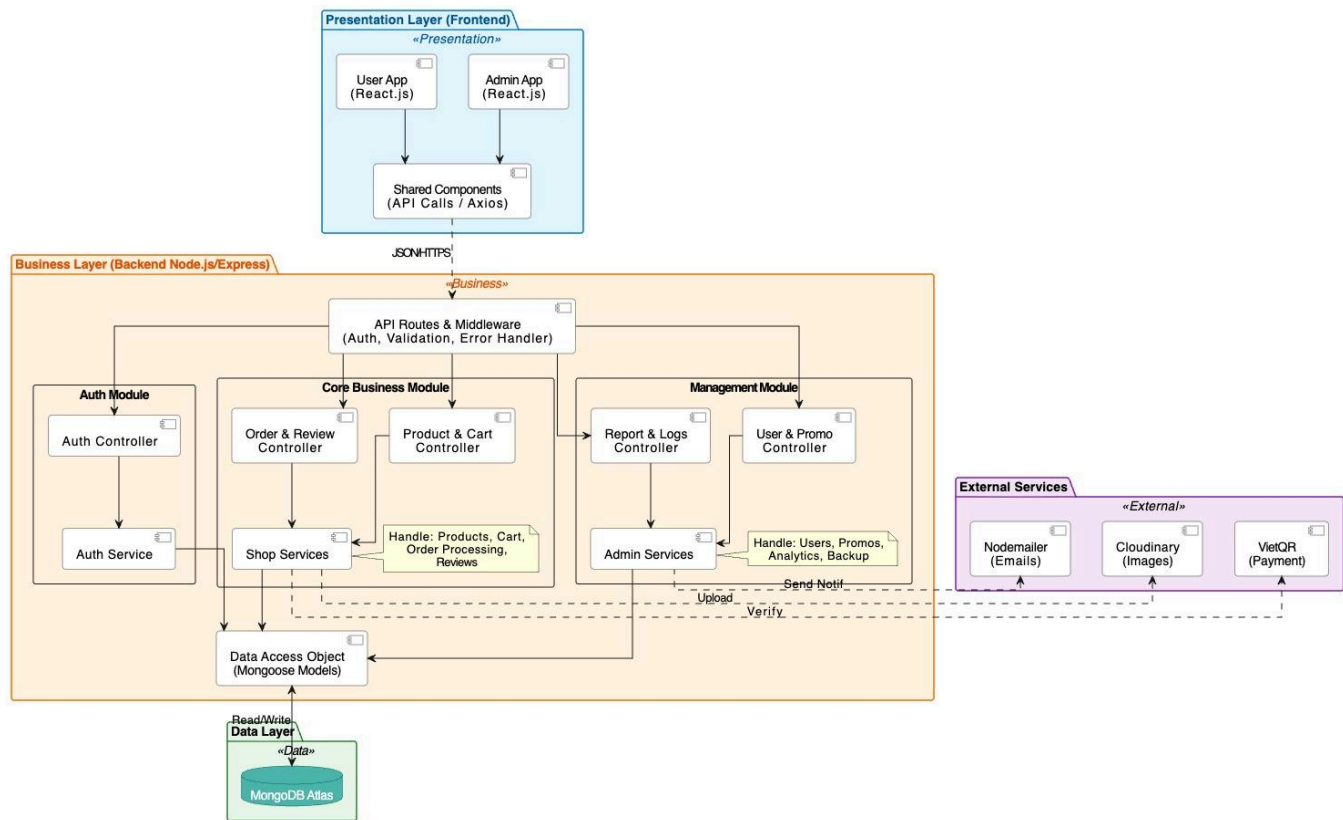 Presentation Layer (Frontend)
«Presentation»
User App
(React.js)
Admin App
(React.js)
Shared Components
(API Calls / Axios)
JSON/HTTPS
Business Layer (Backend Node.js/Express)
«Business»
API Routes & Middleware
(Auth, Validation, Error Handler)
Auth Module
Auth Controller
Auth Service
Core Business Module
Order & Review
Controller
Product & Cart
Controller
Shop Services
Handle: Products, Cart,
Order Processing,
Reviews
Management Module
Report & Logs
Controller
User & Promo
Controller
Admin Services
Handle: Users, Promos,
Analytics, Backup
External Services
«External»
Nodemailer
(Emails)
Cloudinary
(Images)
VietQR
(Payment)
Send Notif
Upload
Verify
Data Access Object
(Mongoose Models)
Read/Write
Data Layer
«Data»
MongoDB Atlas